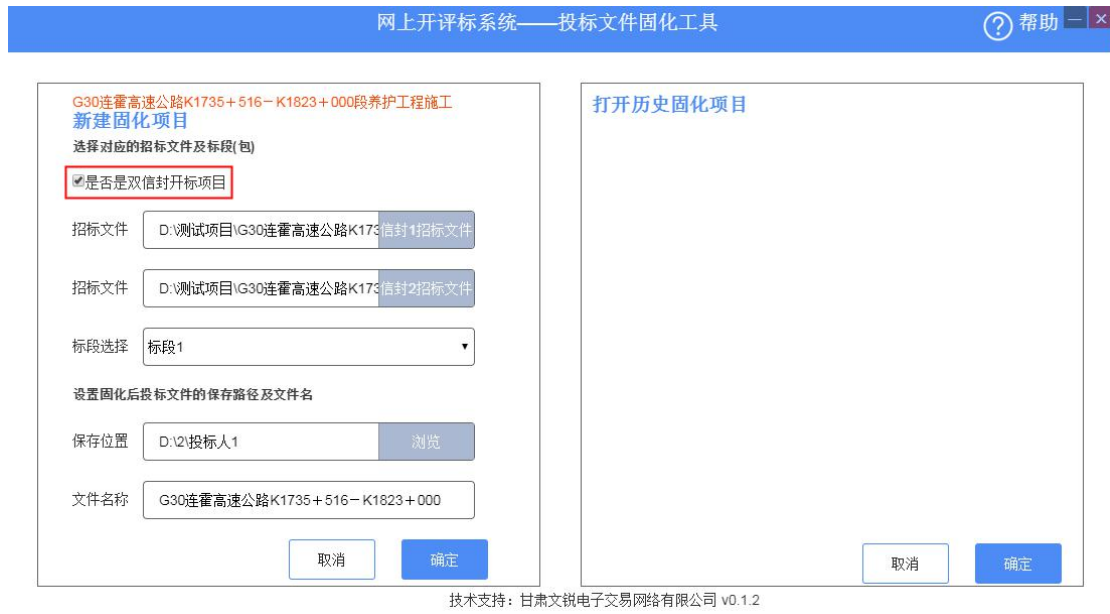 网上开评标系统——投标文件固化工具
帮助
G30连霍高速公路K1735+516-K1823+000段养护工程施工
新建固化项目
选择对应的招标文件及标段(包)
是否是双信封开标项目
招标文件 D:\测试项目\G30连霍高速公路K173 信封1招标文件
招标文件 D:\测试项目\G30连霍高速公路K173 信封2招标文件
标段选择 标段1
设置固化后投标文件的保存路径及文件名
保存位置 D:\2\投标人1 浏览
文件名称 G30连霍高速公路K1735+516-K1823+000
取消 确定
打开历史固化项目
取消 确定
技术支持：甘肃文锐电子交易网络有限公司 v0.1.2